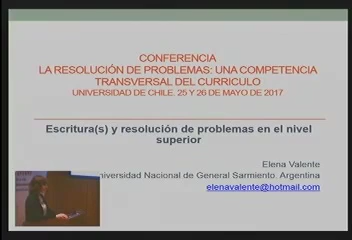 CONFERENCIA
LA RESOLUCIÓN DE PROBLEMAS: UNA COMPETENCIA
TRANSVERSAL DEL CURRICULO
UNIVERSIDAD DE CHILE. 25 Y 26 DE MAYO DE 2017
Escritura(s) y resolución de problemas en el nivel
superior
Elena Valente
niversidad Nacional de General Sarmiento. Argentina
elenavalente@hotmail.com